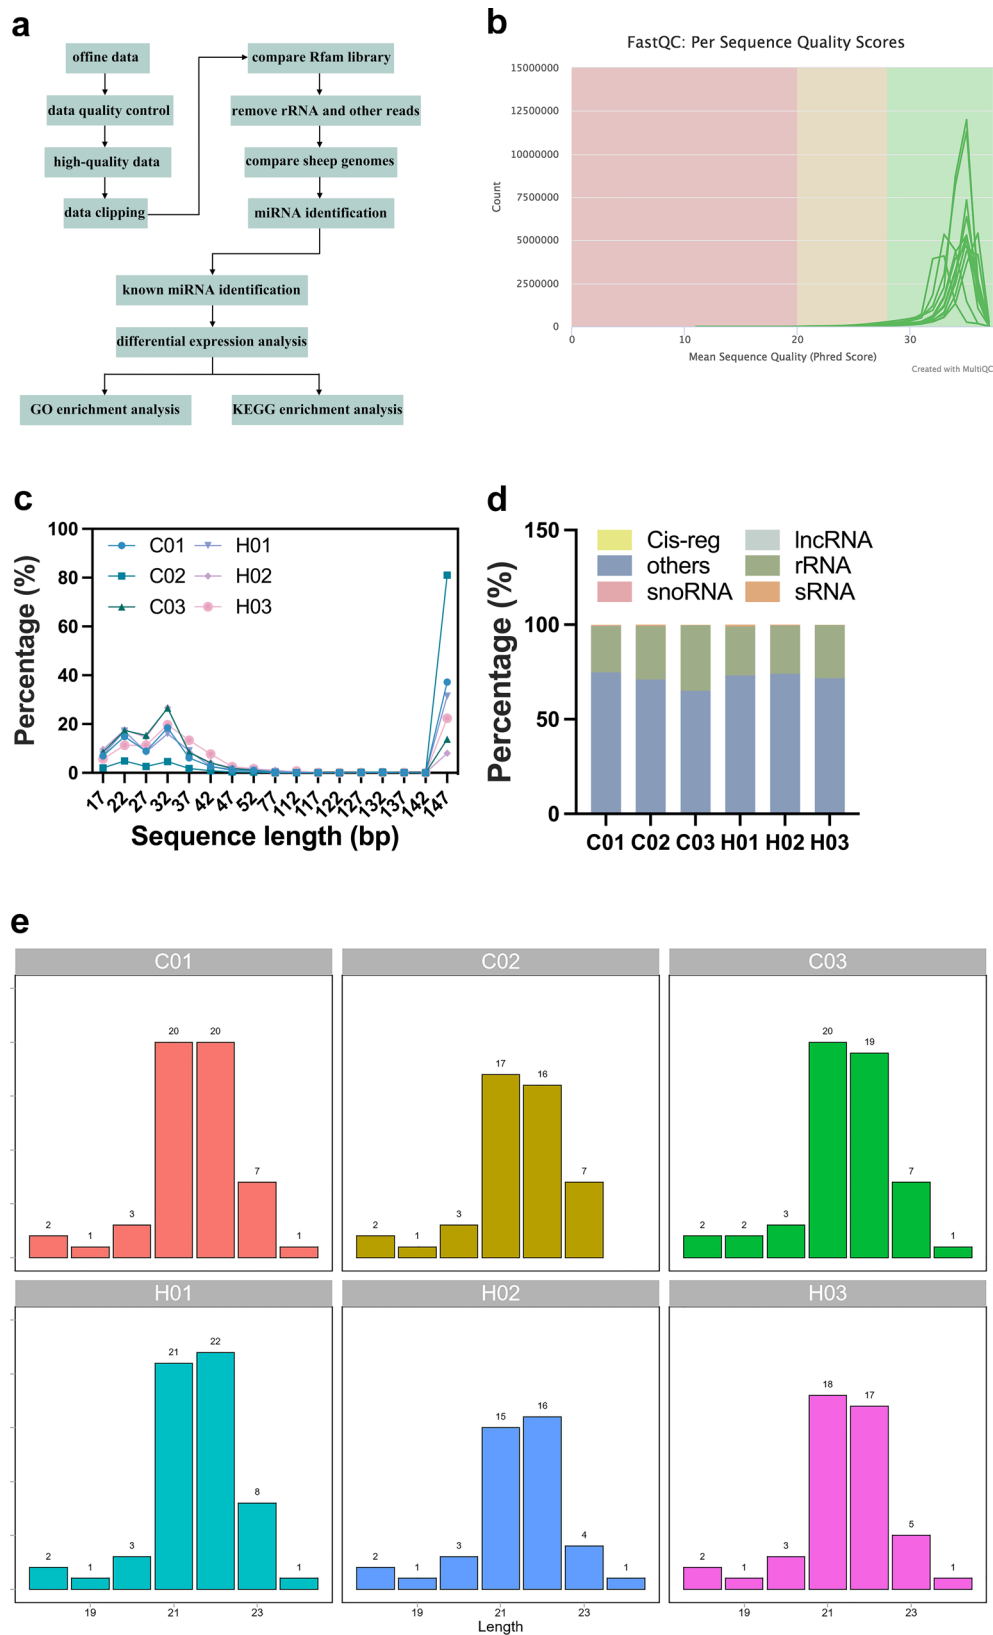 a
offine data
data quality control
high-quality data
data clipping
compare Rfam library
remove rRNA and other reads
compare sheep genomes
miRNA identification
known miRNA identification
differential expression analysis
GO enrichment analysis
KEGG enrichment analysis
b
FastQC: Per Sequence Quality Scores
15000000
12500000
10000000
7500000
5000000
2500000
0
Count
0 10 20 30
Mean Sequence Quality (Phred Score)
Created with MultiQC
c
100
80
60
40
20
0
Percentage (%)
C01 H01
C02 H02
C03 H03
17 22 27 32 37 42 47 52 77 112 117 122 127 132 137 142 147
Sequence length (bp)
d
150
100
50
0
Percentage (%)
Cis-reg lncRNA
others rRNA
snoRNA sRNA
C01 C02 C03 H01 H02 H03
e
C01
2 1 3 20 20 7 1
C02
2 1 3 17 16 7
C03
2 2 3 20 19 7 1
H01
2 1 3 21 22 8 1
H02
2 1 3 15 16 4 1
H03
2 1 3 18 17 5 1
19 21 23
19 21 23
19 21 23
Length